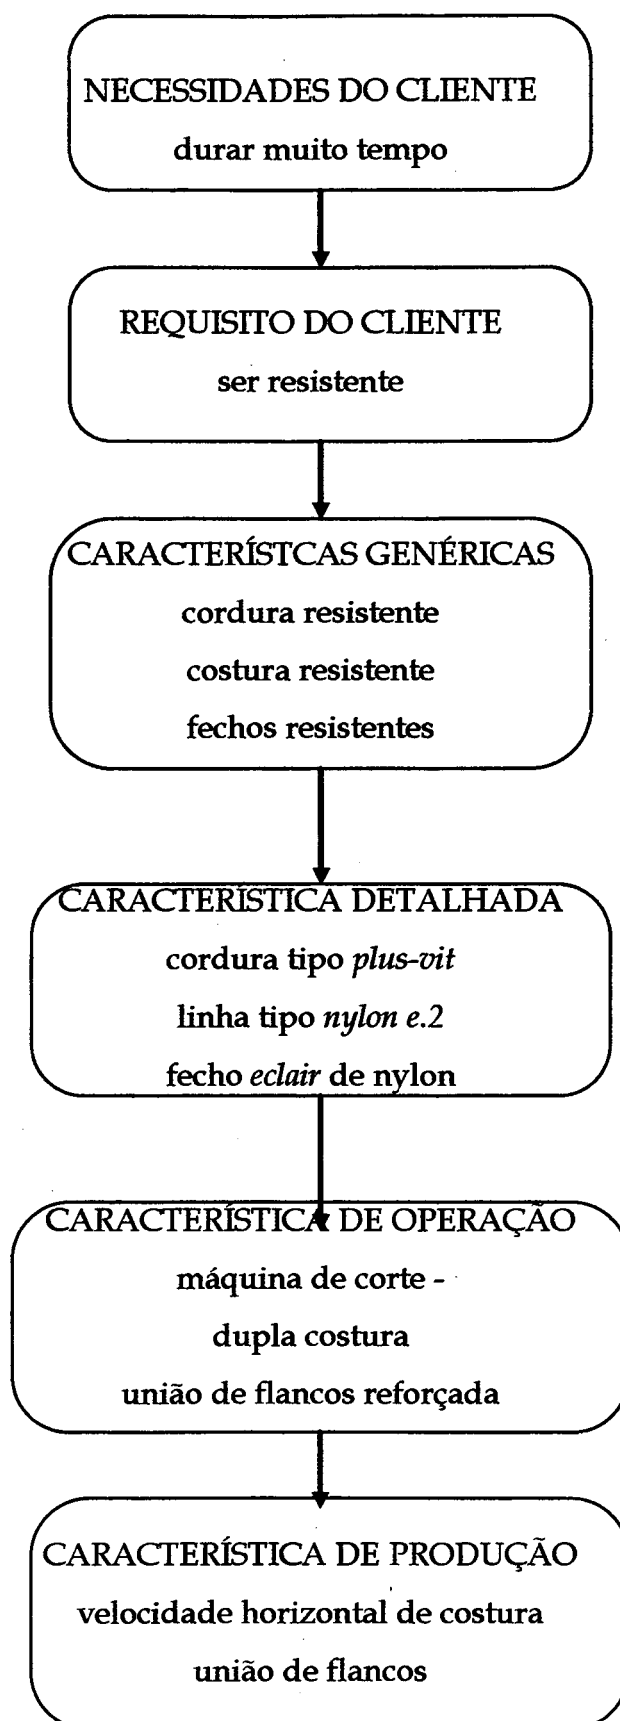 NECESSIDADES DO CLIENTE
durar muito tempo
REQUISITO DO CLIENTE
ser resistente
CARACTERÍSTCAS GENÉRICAS
cordura resistente
costura resistente
fechos resistentes
CARACTERÍSTICA DETALHADA
cordura tipo plus-vit
linha tipo nylon e.2
fecho eclair de nylon
CARACTERÍSTICA DE OPERAÇÃO
máquina de corte -
dupla costura
união de flancos reforçada
CARACTERÍSTICA DE PRODUÇÃO
velocidade horizontal de costura
união de flancos